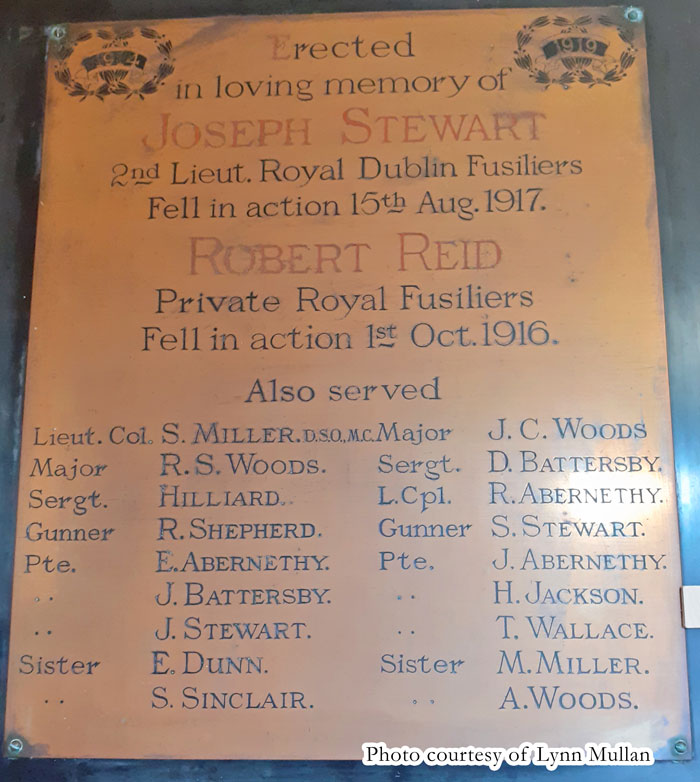 1914
1919
Erected
in loving memory of
JOSEPH STEWART
2nd Lieut. Royal Dublin Fusiliers
Fell in action 15th Aug. 1917.
ROBERT REID
Private Royal Fusiliers
Fell in action 1st Oct. 1916.
Also served
Lieut. Col. S. MILLER. D.S.O., M.C. Major J. C. WOODS
Major R. S. WOODS. Sergt. D. BATTERSBY.
Sergt. HILLIARD. L. Cpl. R. ABERNETHY.
Gunner R. SHEPHERD. Gunner S. STEWART.
Pte. E. ABERNETHY. Pte. J. ABERNETHY.
.. J. BATTERSBY. .. H. JACKSON.
.. J. STEWART. .. T. WALLACE.
Sister E. DUNN. Sister M. MILLER.
.. S. SINCLAIR. .. A. WOODS.
Photo courtesy of Lynn Mullan